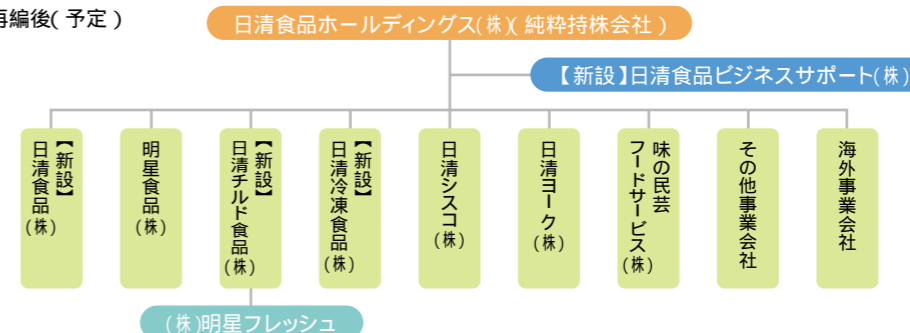 再編後(予定)
日清食品ホールディングス(株)(純粋持株会社)
【新設】日清食品ビジネスサポート(株)
【新設】
日清食品(株)
明星食品(株)
【新設】
日清チルド食品(株)
【新設】
日清冷凍食品(株)
日清シスコ(株)
日清ヨーク(株)
味の民芸
フードサービス(株)
その他事業会社
海外事業会社
(株)明星フレッシュ